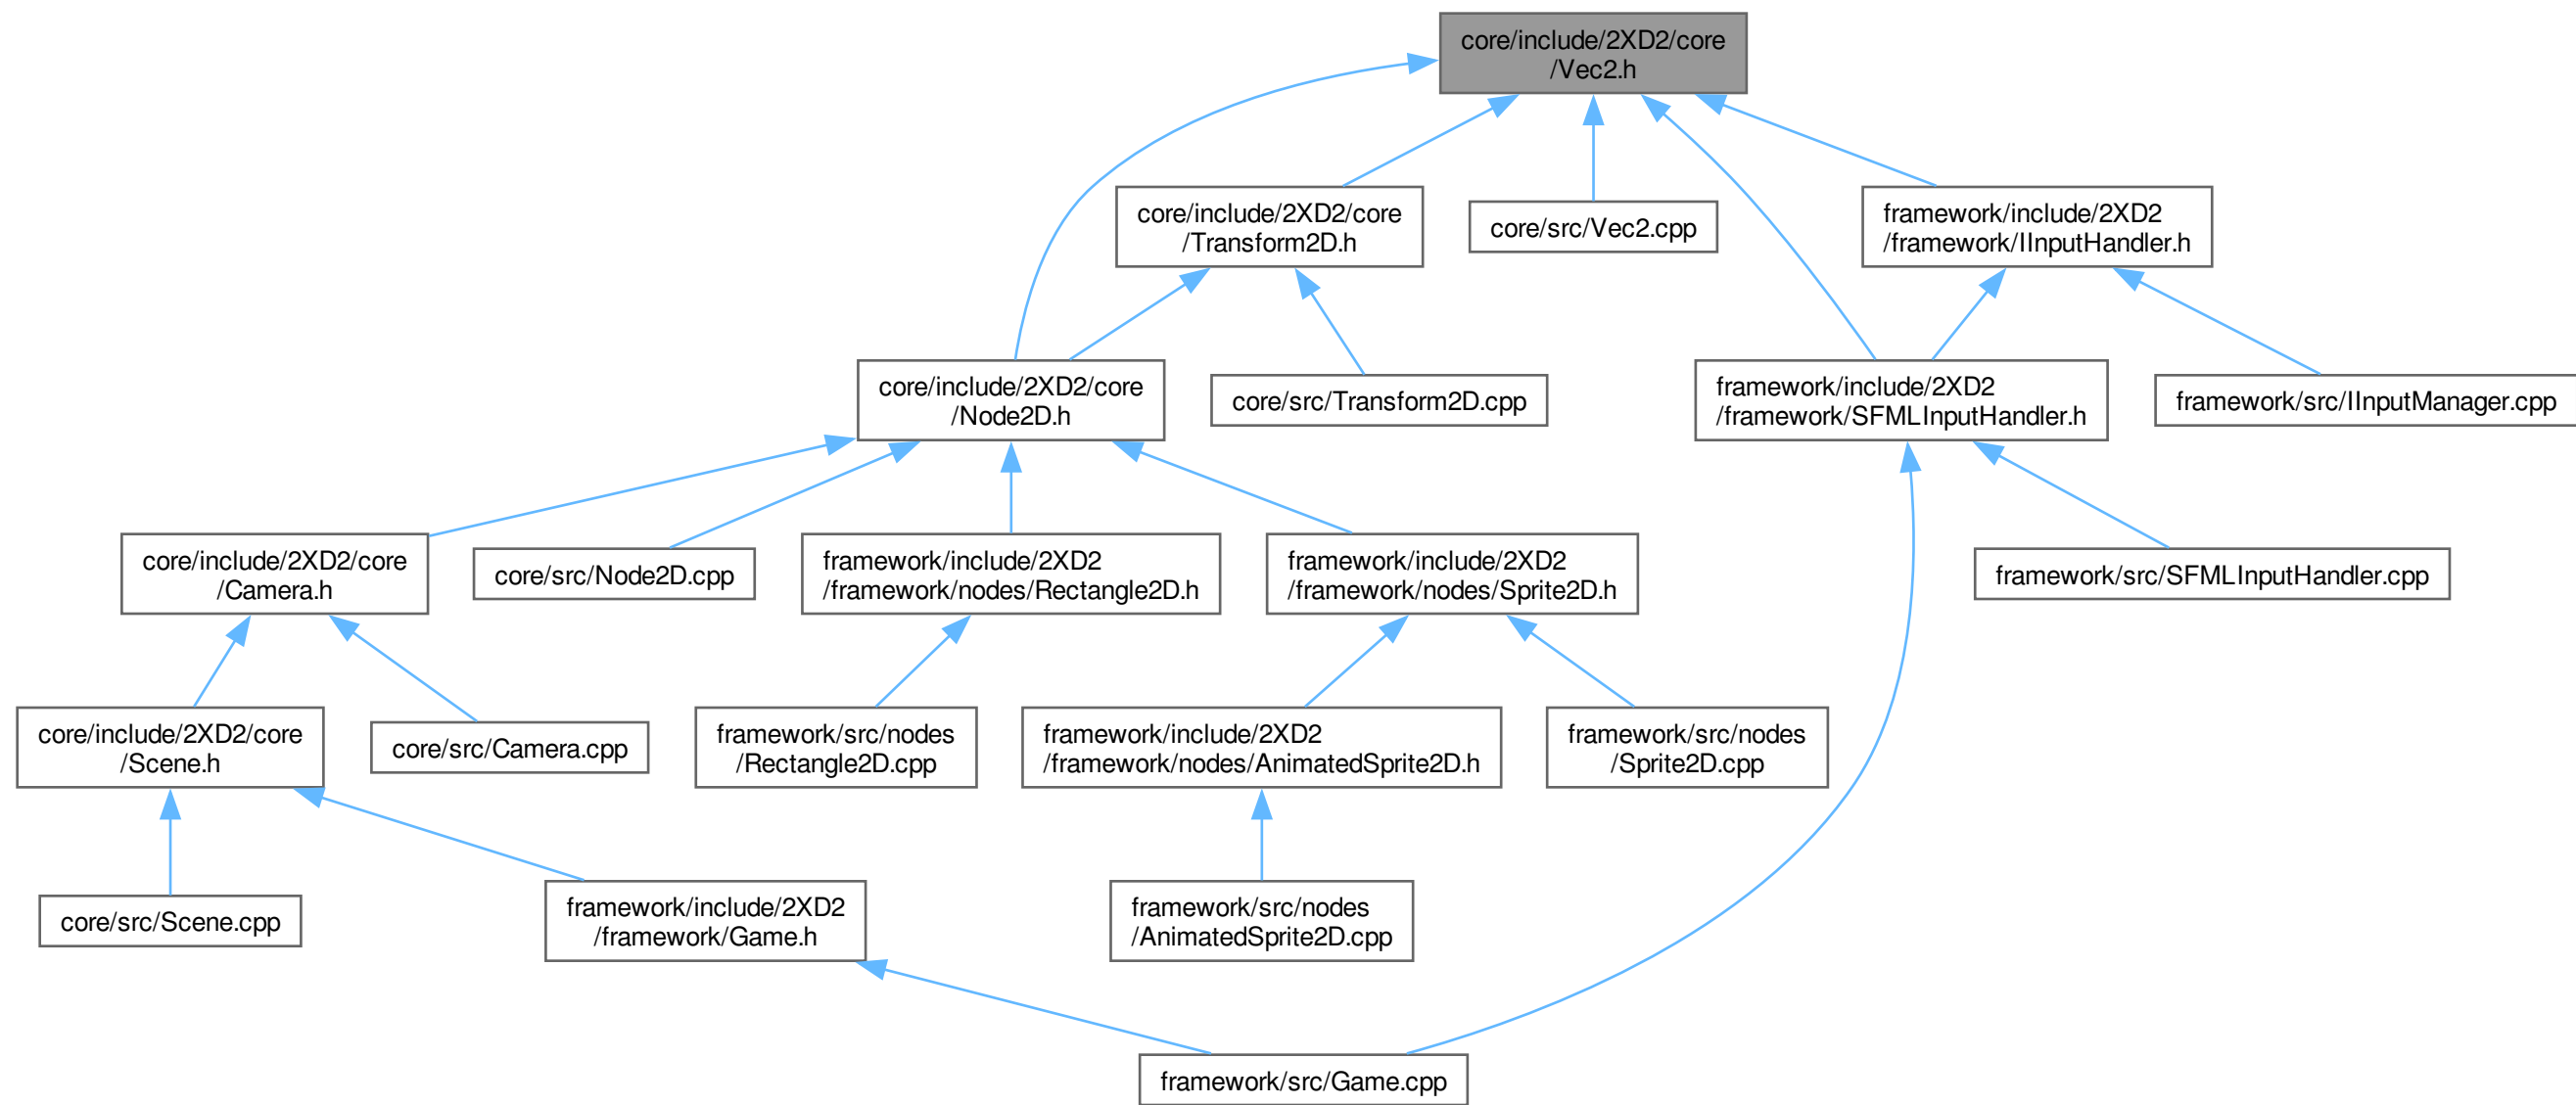 core/include/2XD2/core
/Vec2.h
core/include/2XD2/core
/Transform2D.h
core/src/Vec2.cpp
framework/include/2XD2
/framework/IInputHandler.h
core/include/2XD2/core
/Node2D.h
core/src/Transform2D.cpp
framework/include/2XD2
/framework/SFMLInputHandler.h
framework/src/IInputManager.cpp
core/include/2XD2/core
/Camera.h
core/src/Node2D.cpp
framework/include/2XD2
/framework/nodes/Rectangle2D.h
framework/include/2XD2
/framework/nodes/Sprite2D.h
framework/src/SFMLInputHandler.cpp
core/include/2XD2/core
/Scene.h
core/src/Camera.cpp
framework/src/nodes
/Rectangle2D.cpp
framework/include/2XD2
/framework/nodes/AnimatedSprite2D.h
framework/src/nodes
/Sprite2D.cpp
core/src/Scene.cpp
framework/include/2XD2
/framework/Game.h
framework/src/nodes
/AnimatedSprite2D.cpp
framework/src/Game.cpp